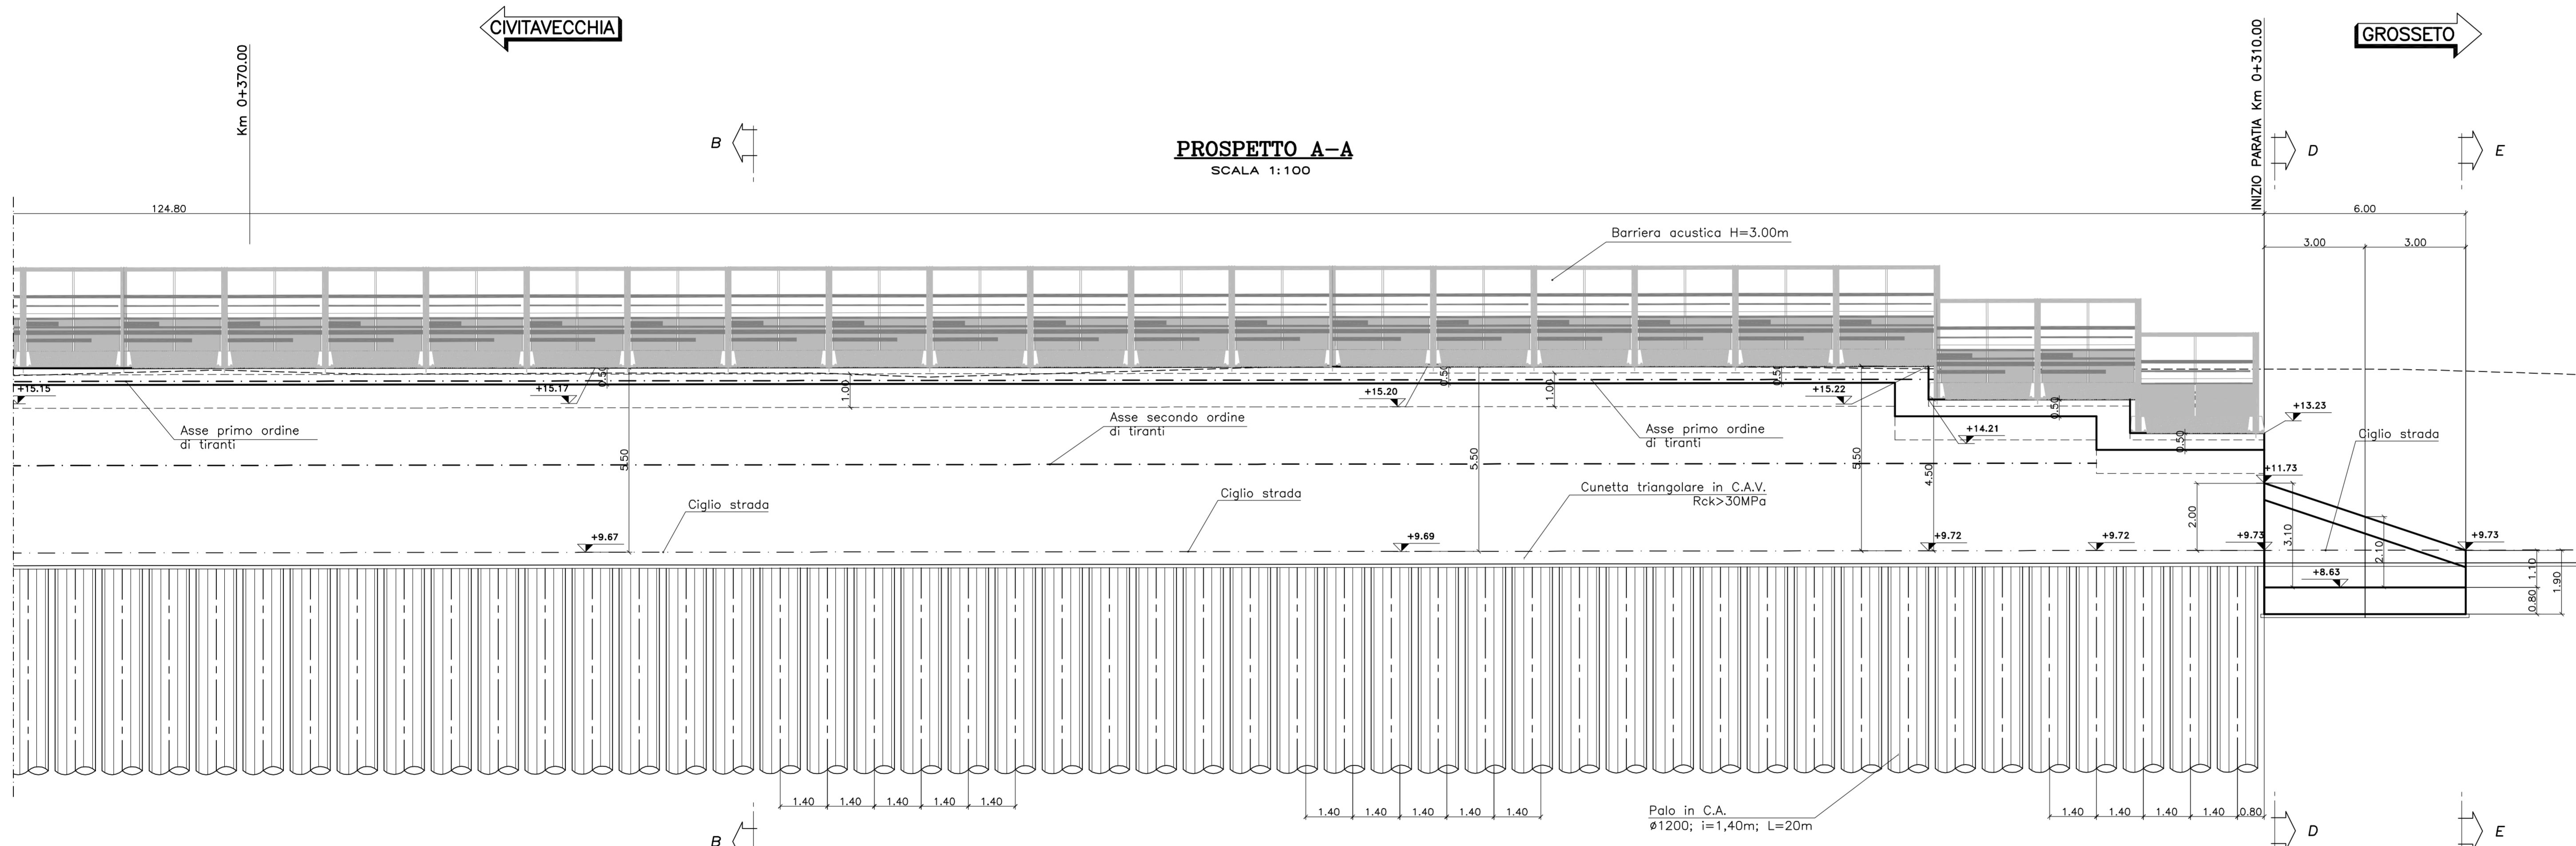 CIVITAVECCHIA
GROSSETO
Km 0+370.00
INIZIO PARATIA Km 0+310.00
B
D
E
PROSPETTO A-A
SCALA 1:100
124.80
6.00
3.00
3.00
Barriera acustica H=3.00m
+15.15
+15.17
0.50
1.00
+15.20
0.50
1.00
0.50
+15.22
0.50
+14.21
0.50
+13.23
Asse primo ordine
di tiranti
Asse secondo ordine
di tiranti
Asse primo ordine
di tiranti
Ciglio strada
5.50
5.50
5.50
4.50
+11.73
Cunetta triangolare in C.A.V.
Rck>30MPa
Ciglio strada
Ciglio strada
2.00
3.10
2.10
+9.67
+9.69
+9.72
+9.72
+9.73
+9.73
+8.63
1.10
0.80
1.90
1.40
1.40
1.40
1.40
1.40
1.40
1.40
1.40
1.40
1.40
1.40
1.40
1.40
1.40
0.80
Palo in C.A.
ø1200; i=1,40m; L=20m
B
D
E